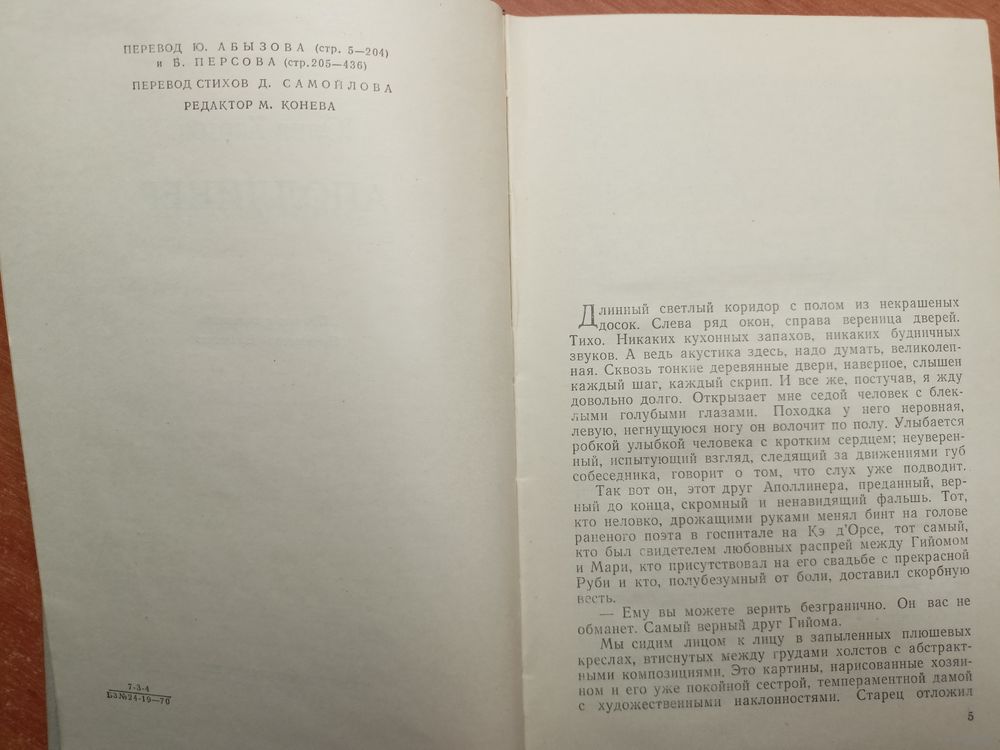 ПЕРЕВОД Ю. АБЫЗОВА (стр. 5—204)
и Б. ПЕРСОВА (стр. 205—436)
ПЕРЕВОД СТИХОВ Д. САМОЙЛОВА
РЕДАКТОР М. КОНЕВА
7-3-4
БЗ№24-19—70
Длинный светлый коридор с полом из некрашеных
досок. Слева ряд окон, справа вереница дверей.
Тихо. Никаких кухонных запахов, никаких будничных
звуков. А ведь акустика здесь, надо думать, великолеп-
ная. Сквозь тонкие деревянные двери, наверное, слышен
каждый шаг, каждый скрип. И все же, постучав, я жду
довольно долго. Открывает мне седой человек с блек-
лыми голубыми глазами. Походка у него неровная,
левую, негнущуюся ногу он волочит по полу. Улыбается
робкой улыбкой человека с кротким сердцем; неуверен-
ный, испытующий взгляд, следящий за движениями губ
собеседника, говорит о том, что слух уже подводит.
Так вот он, этот друг Аполлинера, преданный, вер-
ный до конца, скромный и ненавидящий фальшь. Тот,
кто неловко, дрожащими руками менял бинт на голове
раненого поэта в госпитале на Кэ д'Орсе, тот самый,
кто был свидетелем любовных распрей между Гийомом
и Мари, кто присутствовал на его свадьбе с прекрасной
Руби и кто, полубезумный от боли, доставил скорбную
весть.
— Ему вы можете верить безгранично. Он вас не
обманет. Самый верный друг Гийома.
Мы сидим лицом к лицу в запыленных плюшевых
креслах, втиснутых между грудами холстов с абстракт-
ными композициями. Это картины, нарисованные хозяи-
ном и его уже покойной сестрой, темпераментной дамой
с художественными наклонностями. Старец отложил
5